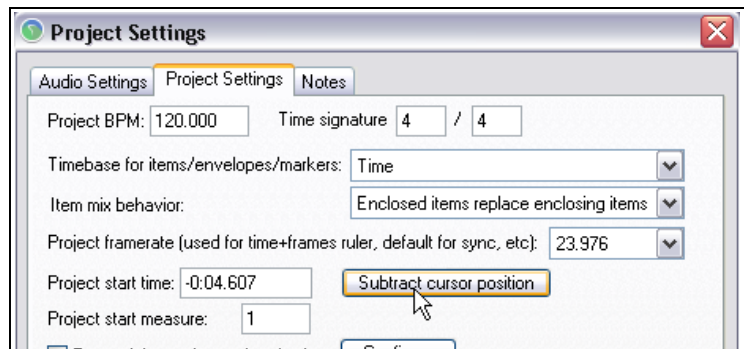 Project Settings
Audio Settings Project Settings Notes
Project BPM: 120.000 Time signature 4 / 4
Timebase for items/envelopes/markers: Time
Item mix behavior: Enclosed items replace enclosing items
Project framerate (used for time+frames ruler, default for sync, etc): 23.976
Project start time: -0:04.607 Subtract cursor position
Project start measure: 1